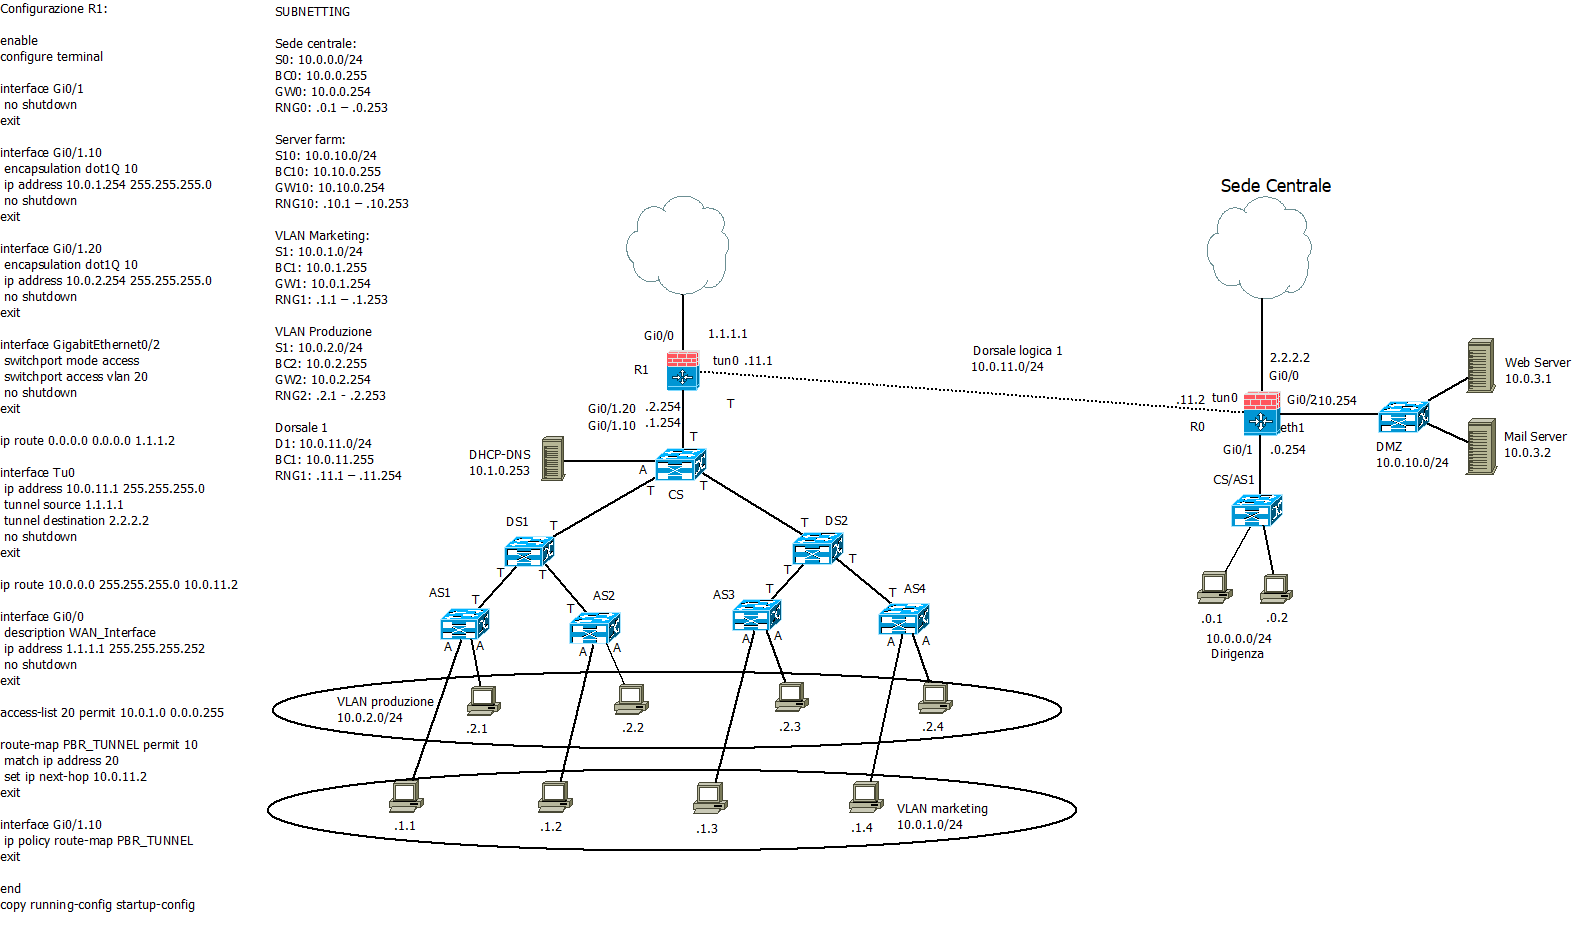 Configurazione R1:
enable
configure terminal
interface Gi0/1
no shutdown
exit
interface Gi0/1.10
encapsulation dot1Q 10
ip address 10.0.1.254 255.255.255.0
no shutdown
exit
interface Gi0/1.20
encapsulation dot1Q 10
ip address 10.0.2.254 255.255.255.0
no shutdown
exit
interface GigabitEthernet0/2
switchport mode access
switchport access vlan 20
no shutdown
exit
ip route 0.0.0.0 0.0.0.0 1.1.1.2
interface Tu0
ip address 10.0.11.1 255.255.255.0
tunnel source 1.1.1.1
tunnel destination 2.2.2.2
no shutdown
exit
ip route 10.0.0.0 255.255.255.0 10.0.11.2
interface Gi0/0
description WAN_Interface
ip address 1.1.1.1 255.255.255.252
no shutdown
exit
access-list 20 permit 10.0.1.0 0.0.0.255
route-map PBR_TUNNEL permit 10
match ip address 20
set ip next-hop 10.0.11.2
exit
interface Gi0/1.10
ip policy route-map PBR_TUNNEL
exit
end
copy running-config startup-config
SUBNETTING
Sede centrale:
S0: 10.0.0.0/24
BC0: 10.0.0.255
GW0: 10.0.0.254
RNG0: .0.1 – .0.253
Server farm:
S10: 10.0.10.0/24
BC10: 10.10.0.255
GW10: 10.10.0.254
RNG10: .10.1 – .10.253
VLAN Marketing:
S1: 10.0.1.0/24
BC1: 10.0.1.255
GW1: 10.0.1.254
RNG1: .1.1 – .1.253
VLAN Produzione
S1: 10.0.2.0/24
BC2: 10.0.2.255
GW2: 10.0.2.254
RNG2: .2.1 - .2.253
Dorsale 1
D1: 10.0.11.0/24
BC1: 10.0.11.255
RNG1: .11.1 – .11.254
Gi0/0
1.1.1.1
R1
tun0 .11.1
T
Gi0/1.20
.2.254
Gi0/1.10
.1.254
T
DHCP-DNS
10.1.0.253
A
T
T
CS
DS1
T
T
T
T
DS2
T
T
AS1
T
AS2
T
A
A
A
A
AS3
T
AS4
T
A
A
A
A
VLAN produzione
10.0.2.0/24
.2.1
.2.2
.2.3
.2.4
.1.1
.1.2
.1.3
.1.4
VLAN marketing
10.0.1.0/24
Dorsale logica 1
10.0.11.0/24
Sede Centrale
2.2.2.2
Gi0/0
.11.2
tun0
R0
Gi0/2
.10.254
eth1
Gi0/1
.0.254
DMZ
10.0.10.0/24
Web Server
10.0.3.1
Mail Server
10.0.3.2
CS/AS1
.0.1
.0.2
10.0.0.0/24
Dirigenza